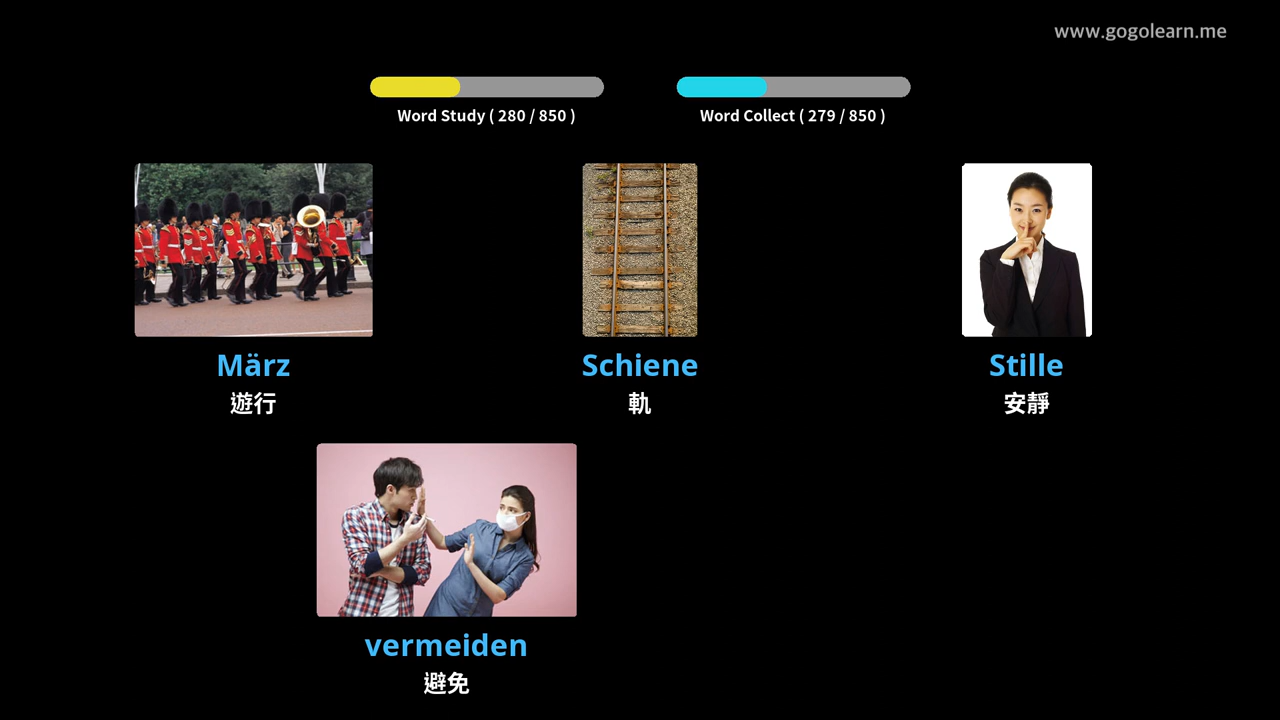 www.gogolearn.me
Word Study ( 280 / 850 )
Word Collect ( 279 / 850 )
März
遊行
Schiene
軌
Stille
安靜
vermeiden
避免